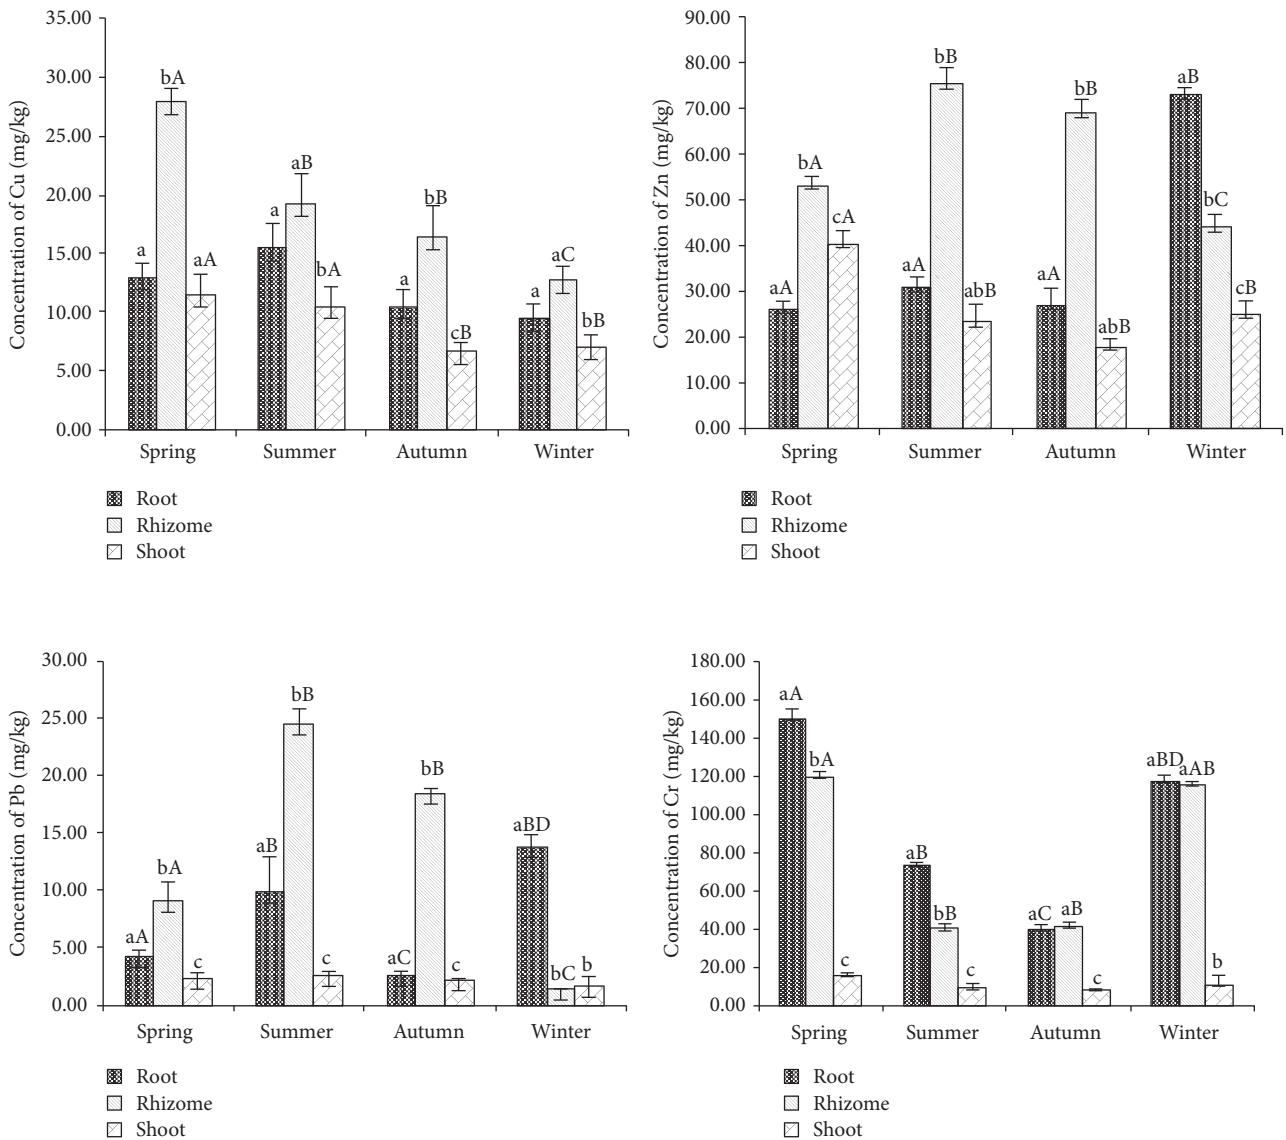 Concentration of Cu (mg/kg)
35.00
30.00
25.00
20.00
15.00
10.00
5.00
0.00
a
bA
aA
a
aB
bA
a
bB
cB
a
aC
bB
Spring
Summer
Autumn
Winter
Root
Rhizome
Shoot
Concentration of Zn (mg/kg)
90.00
80.00
70.00
60.00
50.00
40.00
30.00
20.00
10.00
0.00
aA
bA
cA
aA
bB
abB
aA
bB
abB
aB
bC
cB
Spring
Summer
Autumn
Winter
Root
Rhizome
Shoot
Concentration of Pb (mg/kg)
30.00
25.00
20.00
15.00
10.00
5.00
0.00
aA
bA
c
aB
bB
c
aC
bB
c
aBD
bC
b
Spring
Summer
Autumn
Winter
Root
Rhizome
Shoot
Concentration of Cr (mg/kg)
180.00
160.00
140.00
120.00
100.00
80.00
60.00
40.00
20.00
0.00
aA
bA
c
aB
bB
c
aC
aB
c
aBD
aAB
b
Spring
Summer
Autumn
Winter
Root
Rhizome
Shoot